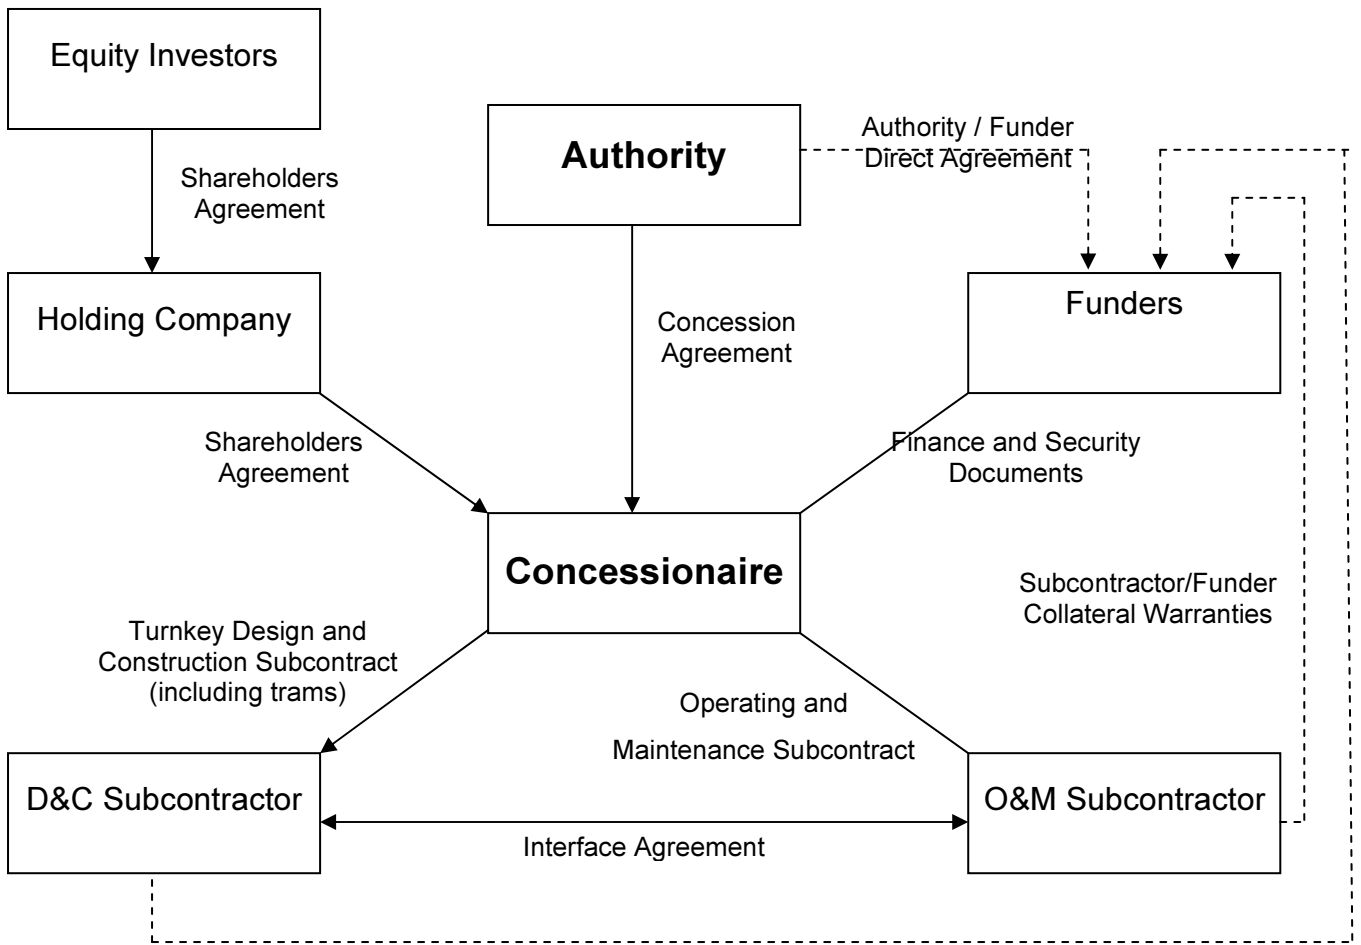 Equity Investors
Authority
Authority / Funder
Direct Agreement
Shareholders
Agreement
Holding Company
Concession
Agreement
Funders
Shareholders
Agreement
Finance and Security
Documents
Concessionaire
Subcontractor/Funder
Collateral Warranties
Turnkey Design and
Construction Subcontract
(including trams)
Operating and
Maintenance Subcontract
D&C Subcontractor
O&M Subcontractor
Interface Agreement